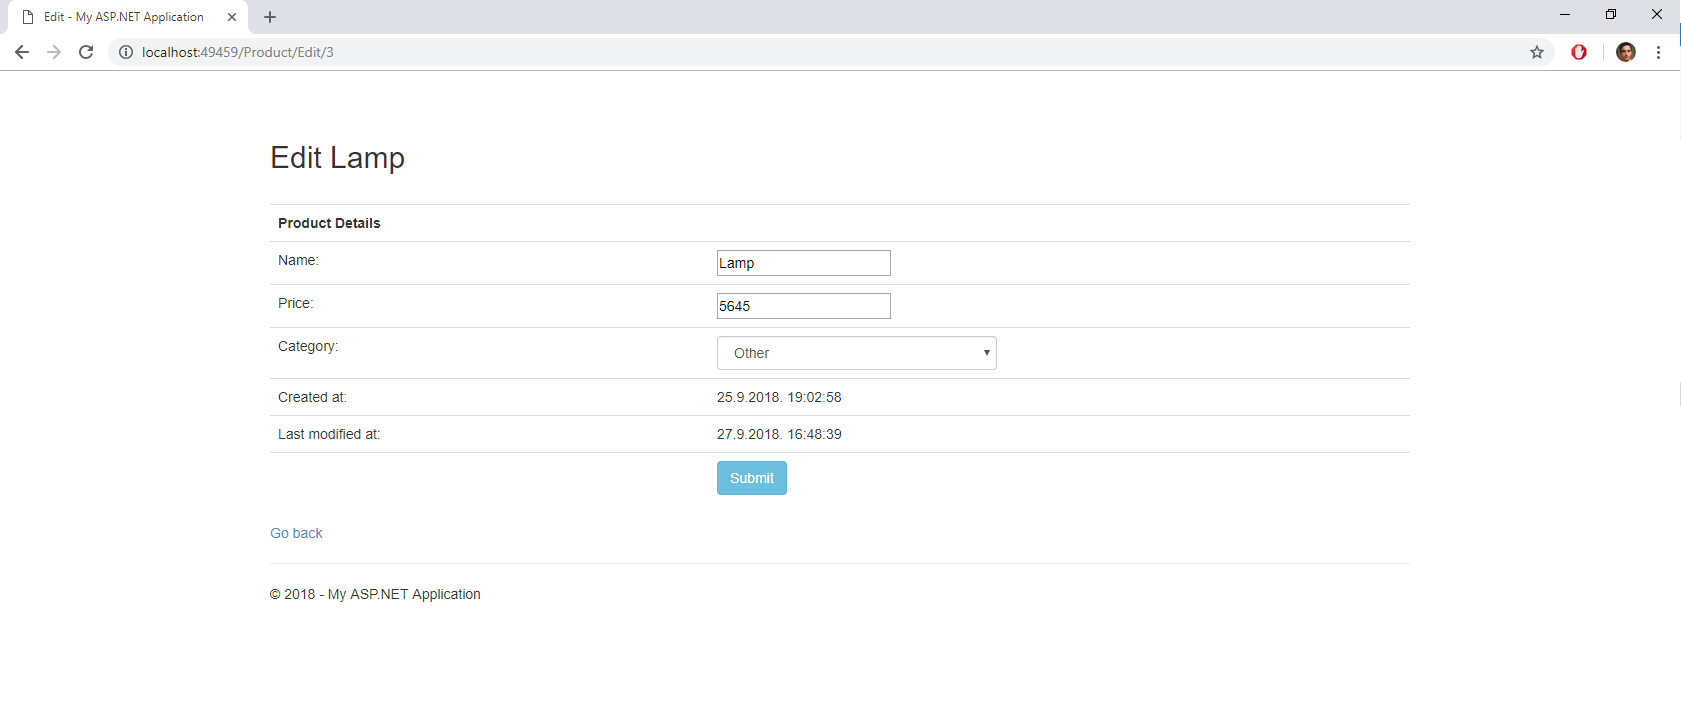 Edit - My ASP.NET Application
localhost:49459/Product/Edit/3
Edit Lamp
Product Details
Name: Lamp
Price: 5645
Category: Other
Created at: 25.9.2018. 19:02:58
Last modified at: 27.9.2018. 16:48:39
Submit
Go back
© 2018 - My ASP.NET Application